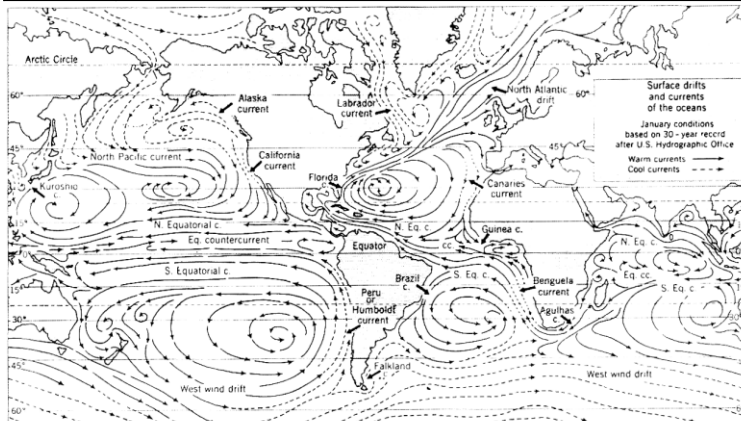 Arctic Circle
60°
Alaska
current
Labrador
current
North Atlantic
drift
60°
Surface drifts
and currents
of the oceans
January conditions
based on 30-year record
after U.S. Hydrographic Office
Warm currents
Cool currents
45°
North Pacific current
California
current
Florida
c.
Canaries
current
Kuroshio
N. Equatorial c.
Eq. countercurrent
S. Equatorial c.
Equator
N. Eq. c.
cc.
Guinea c.
S. Eq. c.
N. Eq. c.
Eq. cc.
S. Eq. c.
15°
Brazil
c.
Benguela
current
Peru
or
Humboldt
current
Agulhas
c.
30°
45°
West wind drift
Falkland
c.
West wind drift
60°